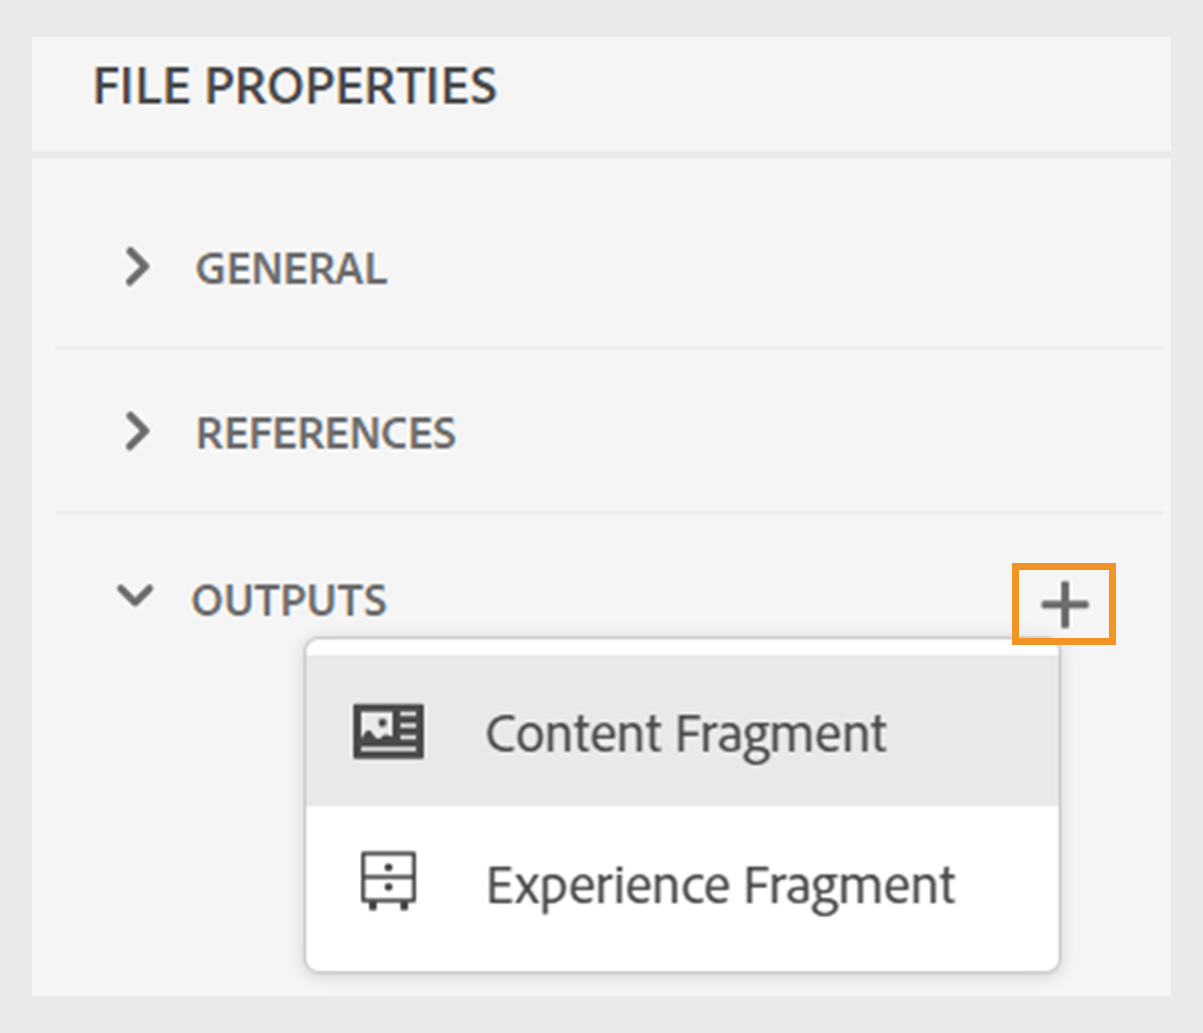 FILE PROPERTIES
GENERAL
REFERENCES
OUTPUTS
Content Fragment
Experience Fragment